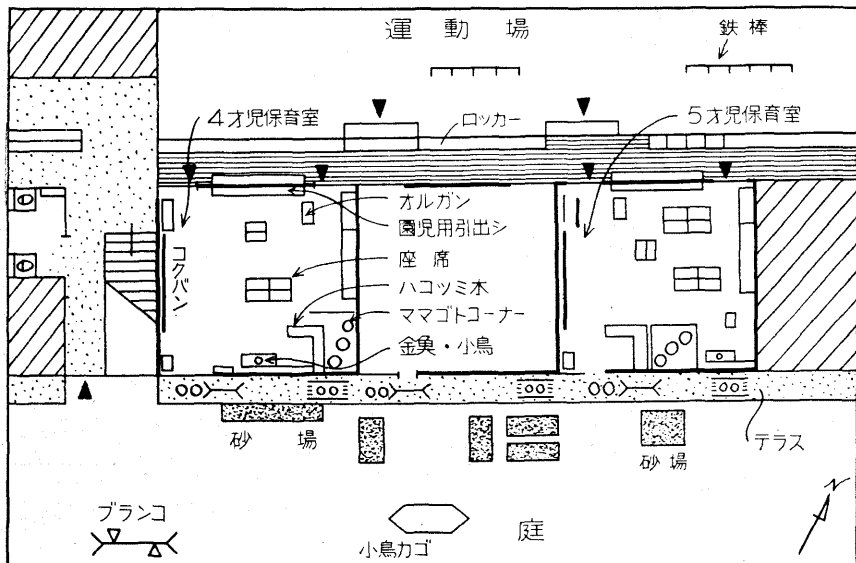 運動場
鉄棒
4才児保育室
ロッカー
5才児保育室
オルガン
園児用引出シ
座席
ハコツミ木
ママゴトコーナー
金魚・小鳥
コクバン
砂場
砂場
テラス
ブランコ
小鳥カゴ
庭
N